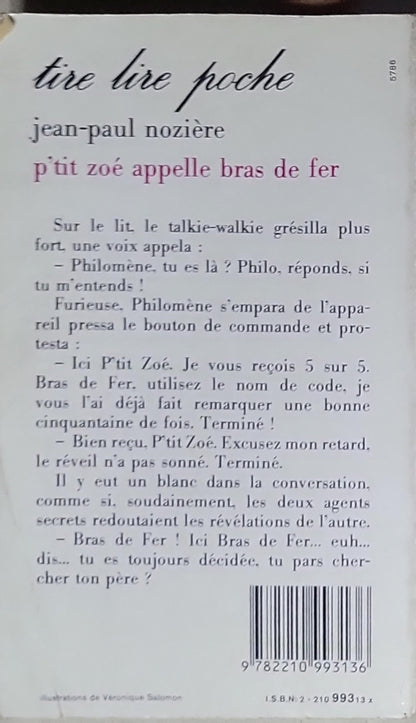 tire lire poche
5786
jean-paul nozière
p'tit zoé appelle bras de fer
Sur le lit, le talkie-walkie grésilla plus
fort, une voix appela :
– Philomène, tu es là ? Philo, réponds, si
tu m'entends !
Furieuse, Philomène s'empara de l'appa-
reil pressa le bouton de commande et pro-
testa :
– Ici P'tit Zoé. Je vous reçois 5 sur 5.
Bras de Fer, utilisez le nom de code, je
vous l'ai déjà fait remarquer une bonne
cinquantaine de fois. Terminé !
– Bien reçu, P'tit Zoé. Excusez mon retard,
le réveil n'a pas sonné. Terminé.
Il y eut un blanc dans la conversation,
comme si, soudainement, les deux agents
secrets redoutaient les révélations de l'autre.
– Bras de Fer ! Ici Bras de Fer... euh...
dis... tu es toujours décidée, tu pars cher-
cher ton père ?
9 782210 993136
illustrations de Véronique Salomon
I.S.B.N. 2 - 210 99313 x